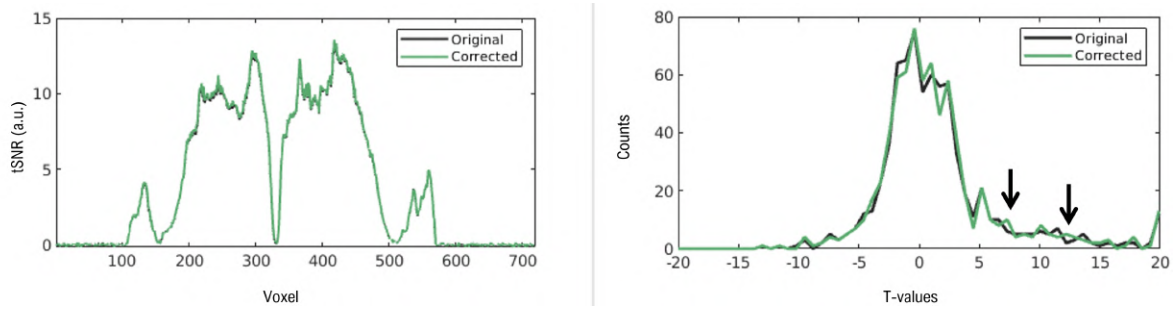 15
10
5
0
tSNR (a.u.)
100 200 300 400 500 600 700
Voxel
Original
Corrected
80
60
40
20
0
Counts
-20 -15 -10 -5 0 5 10 15 20
T-values
Original
Corrected